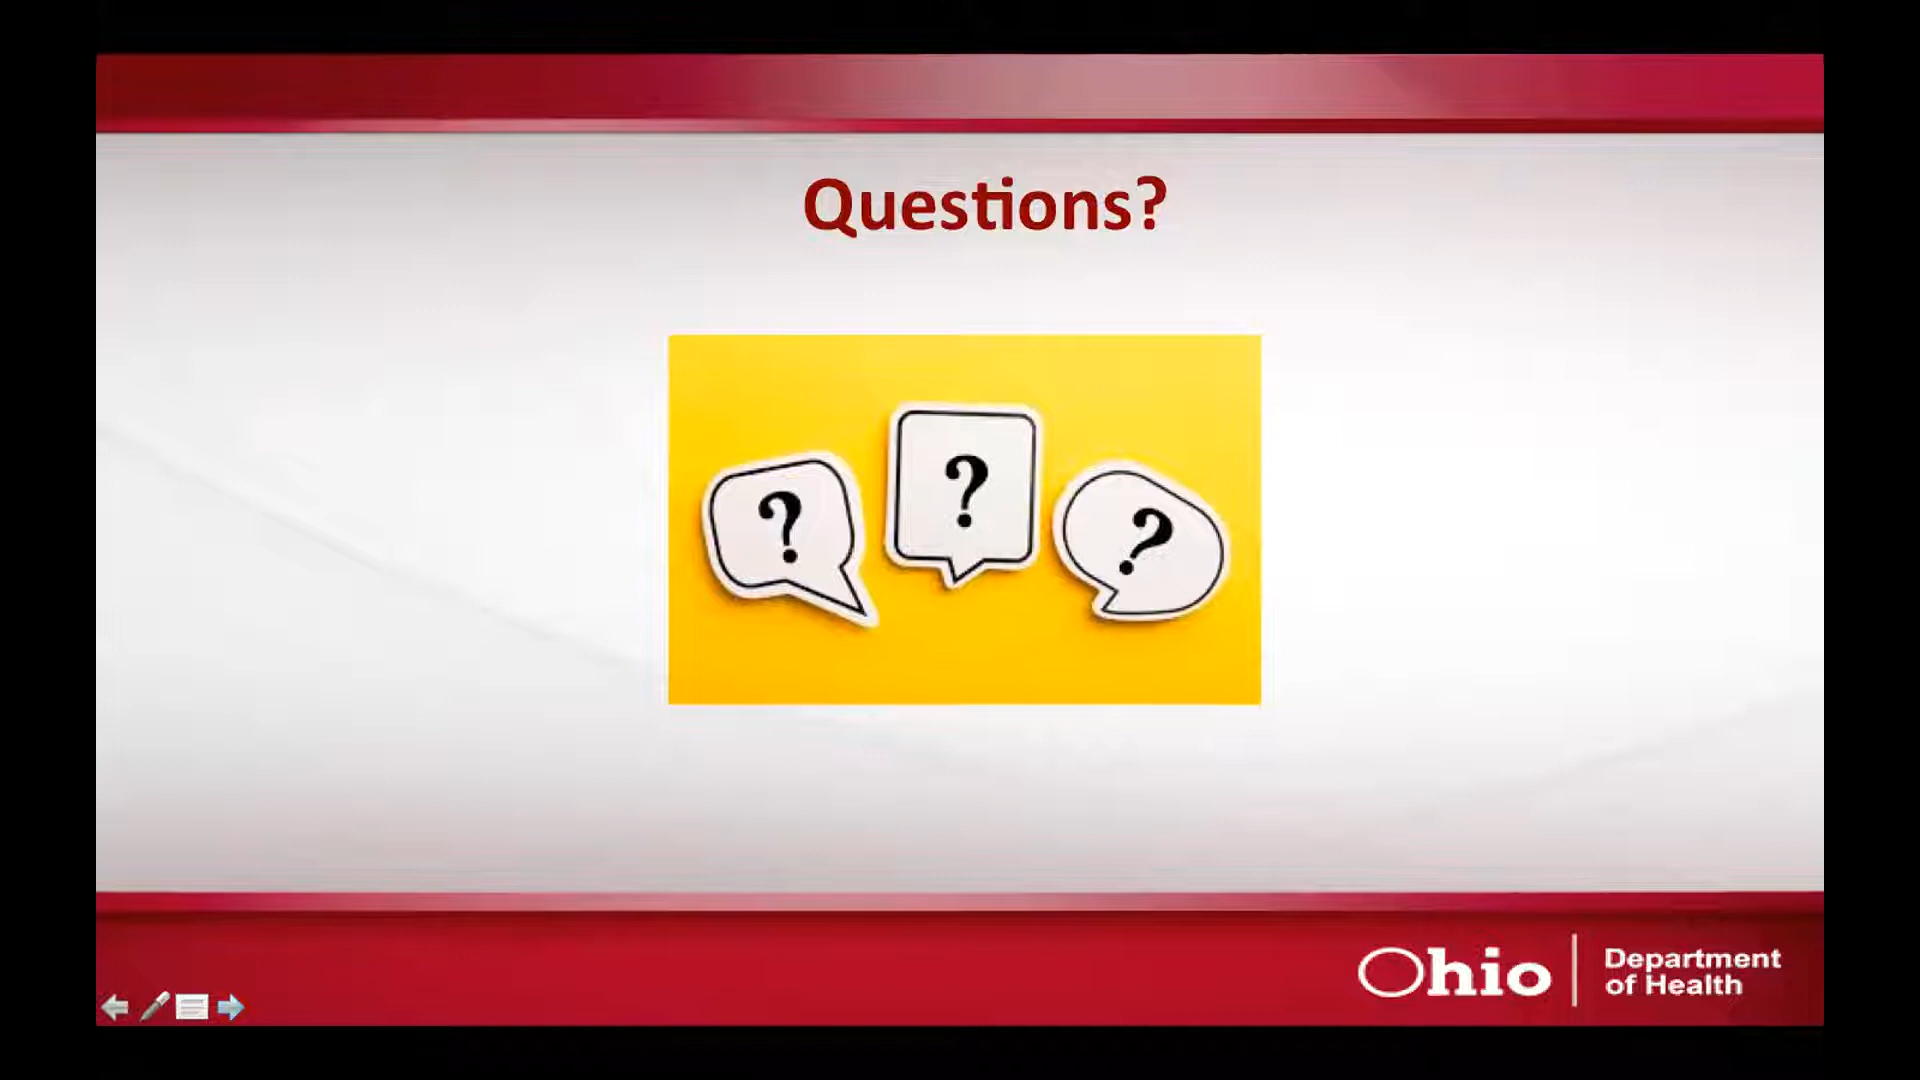 Questions?
?
?
?
Ohio
Department
of Health